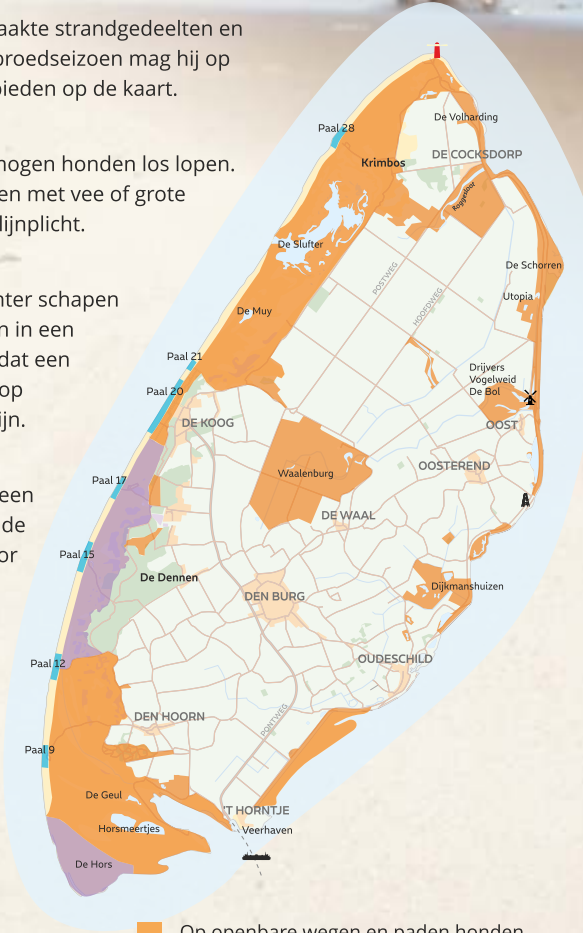 aakte strandgedeelten en
broedseizoen mag hij op
bieden op de kaart.
mogen honden los lopen.
en met vee of grote
lijnplicht.
nter schapen
n in een
dat een
op
ijn.
een
de
or
De Volharding
Paal 28
DE COCKSDORP
Krimbos
Roggesloot
De Slufter
De Schorren
POSTWEG
Utopia
HOOFDWEG
De Muy
Paal 21
Drijvers
Vogelweid
De Bol
Paal 20
DE KOOG
OOST
OOSTEREND
Waalenburg
Paal 17
DE WAAL
Paal 15
De Dennen
Dijkmanshuizen
DEN BURG
OUDESCHILD
Paal 12
DEN HOORN
PONTWEG
Paal 9
De Geul
'T HORNTJE
Horsmeertjes
Veerhaven
De Hors
Op openbare wegen en paden honden